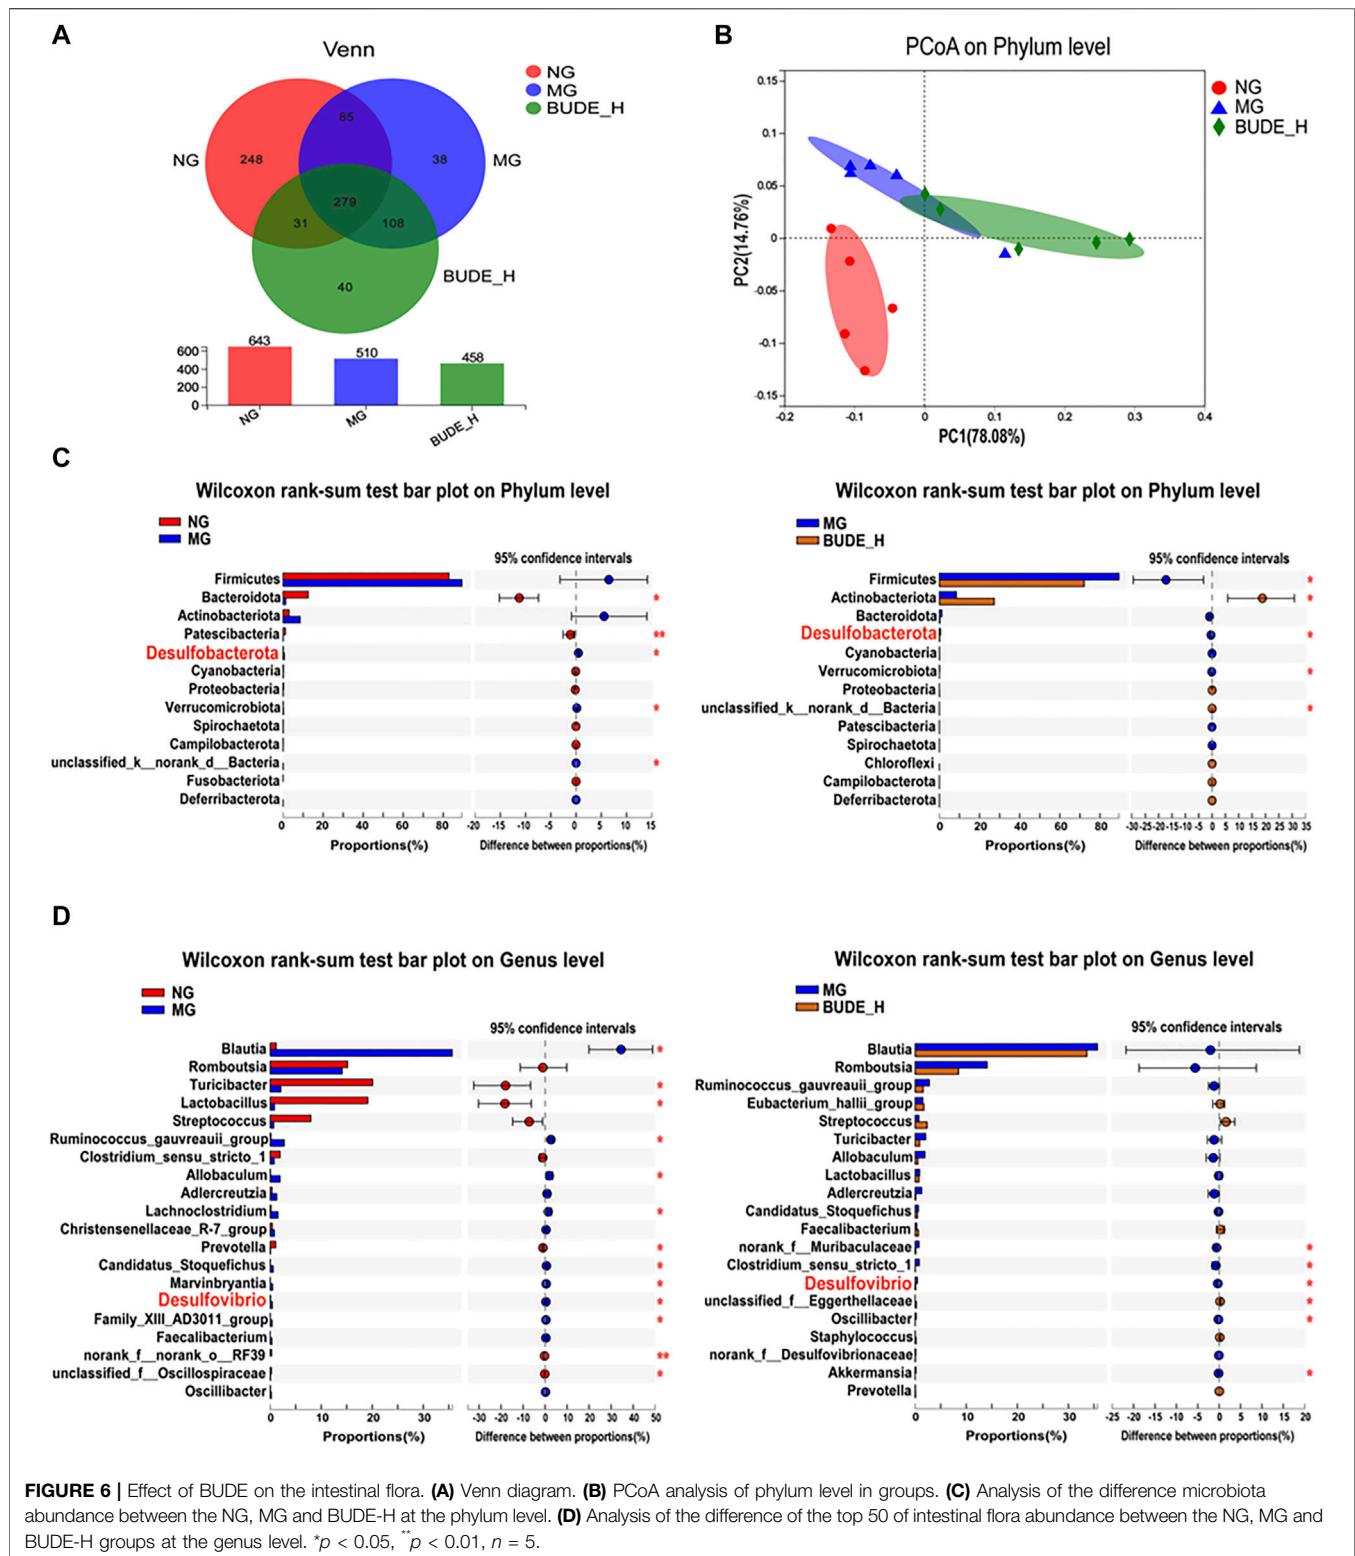 A
Venn
NG
MG
BUDE_H
85
NG
248
38
MG
279
31
108
BUDE_H
40
643
510
458
600
400
200
0
NG
MG
BUDE_H
B
PCoA on Phylum level
NG
MG
BUDE_H
0.15
0.1
0.05
0
-0.05
-0.1
-0.15
PC2(14.76%)
-0.2 -0.1 0 0.1 0.2 0.3 0.4
PC1(78.08%)
C
Wilcoxon rank-sum test bar plot on Phylum level
NG
MG
95% confidence intervals
Firmicutes
Bacteroidota *
Actinobacteriota
Patescibacteria **
Desulfobacterota *
Cyanobacteria
Proteobacteria
Verrucomicrobiota *
Spirochaetota
Campilobacterota
unclassified_k__norank_d__Bacteria *
Fusobacteriota
Deferribacterota
0 20 40 60 80 -20 -15 -10 -5 0 5 10 15
Proportions(%) Difference between proportions(%)
Wilcoxon rank-sum test bar plot on Phylum level
MG
BUDE_H
95% confidence intervals
Firmicutes *
Actinobacteriota *
Bacteroidota
Desulfobacterota *
Cyanobacteria
Verrucomicrobiota *
Proteobacteria
unclassified_k__norank_d__Bacteria *
Patescibacteria
Spirochaetota
Chloroflexi
Campilobacterota
Deferribacterota
0 20 40 60 80 -30 -25 -20 -15 -10 -5 0 5 10 15 20 25 30 35
Proportions(%) Difference between proportions(%)
D
Wilcoxon rank-sum test bar plot on Genus level
NG
MG
95% confidence intervals
Blautia *
Romboutsia
Turicibacter *
Lactobacillus *
Streptococcus
Ruminococcus_gauvreauii_group *
Clostridium_sensu_stricto_1
Allobaculum *
Adlercreutzia
Lachnoclostridium *
Christensenellaceae_R-7_group
Prevotella *
Candidatus_Stoquefichus *
Marvinbryantia *
Desulfovibrio *
Family_XIII_AD3011_group *
Faecalibacterium
norank_f__norank_o__RF39 **
unclassified_f__Oscillospiraceae *
Oscillibacter
0 10 20 30 -30 -20 -10 0 10 20 30 40 50
Proportions(%) Difference between proportions(%)
Wilcoxon rank-sum test bar plot on Genus level
MG
BUDE_H
95% confidence intervals
Blautia
Romboutsia
Ruminococcus_gauvreauii_group
Eubacterium_hallii_group
Streptococcus
Turicibacter
Allobaculum
Lactobacillus
Adlercreutzia
Candidatus_Stoquefichus
Faecalibacterium
norank_f__Muribaculaceae *
Clostridium_sensu_stricto_1 *
Desulfovibrio *
unclassified_f__Eggerthellaceae *
Oscillibacter *
Staphylococcus
norank_f__Desulfovibrionaceae
Akkermansia *
Prevotella
0 10 20 30 -25 -20 -15 -10 -5 0 5 10 15 20
Proportions(%) Difference between proportions(%)
FIGURE 6 | Effect of BUDE on the intestinal flora. (A) Venn diagram. (B) PCoA analysis of phylum level in groups. (C) Analysis of the difference microbiota
abundance between the NG, MG and BUDE-H at the phylum level. (D) Analysis of the difference of the top 50 of intestinal flora abundance between the NG, MG and
BUDE-H groups at the genus level. *p < 0.05, **p < 0.01, n = 5.